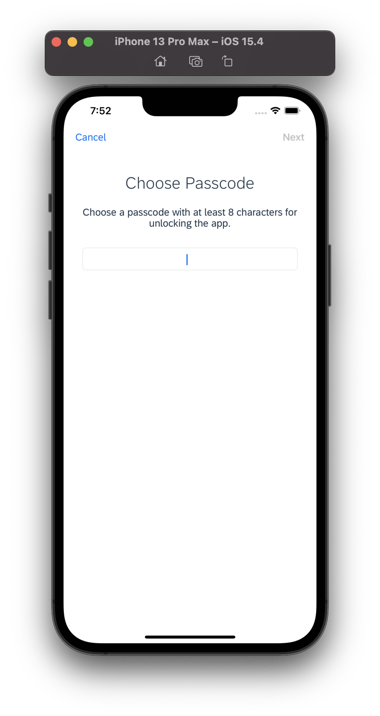 iPhone 13 Pro Max – iOS 15.4
7:52
Cancel
Next
Choose Passcode
Choose a passcode with at least 8 characters for
unlocking the app.